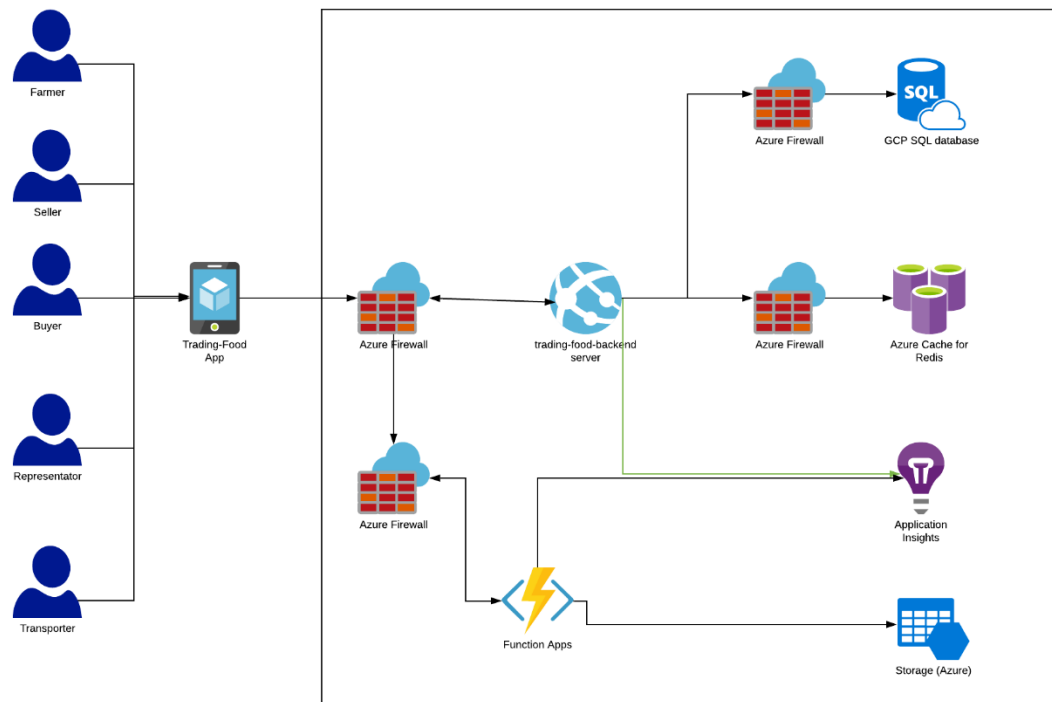 Farmer
SQL
Azure Firewall
GCP SQL database
Seller
Buyer
Trading-Food
App
Azure Firewall
trading-food-backend
server
Azure Firewall
Azure Cache for
Redis
Representator
Azure Firewall
Application
Insights
Transporter
Function Apps
Storage (Azure)